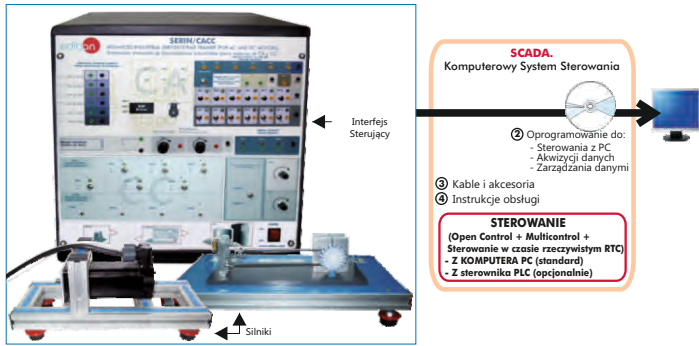 edibon
SERIN/CACC
CA
CC
Interfejs
Sterujący
Silniki
SCADA.
Komputerowy System Sterowania
2 Oprogramowanie do:
- Sterowania z PC
- Akwizycji danych
- Zarządzania danymi
3 Kable i akcesoria
4 Instrukcje obsługi
STEROWANIE
(Open Control + Multicontrol +
Sterowanie w czasie rzeczywistym RTC)
- Z KOMPUTERA PC (standard)
- Z sterownika PLC (opcjonalnie)